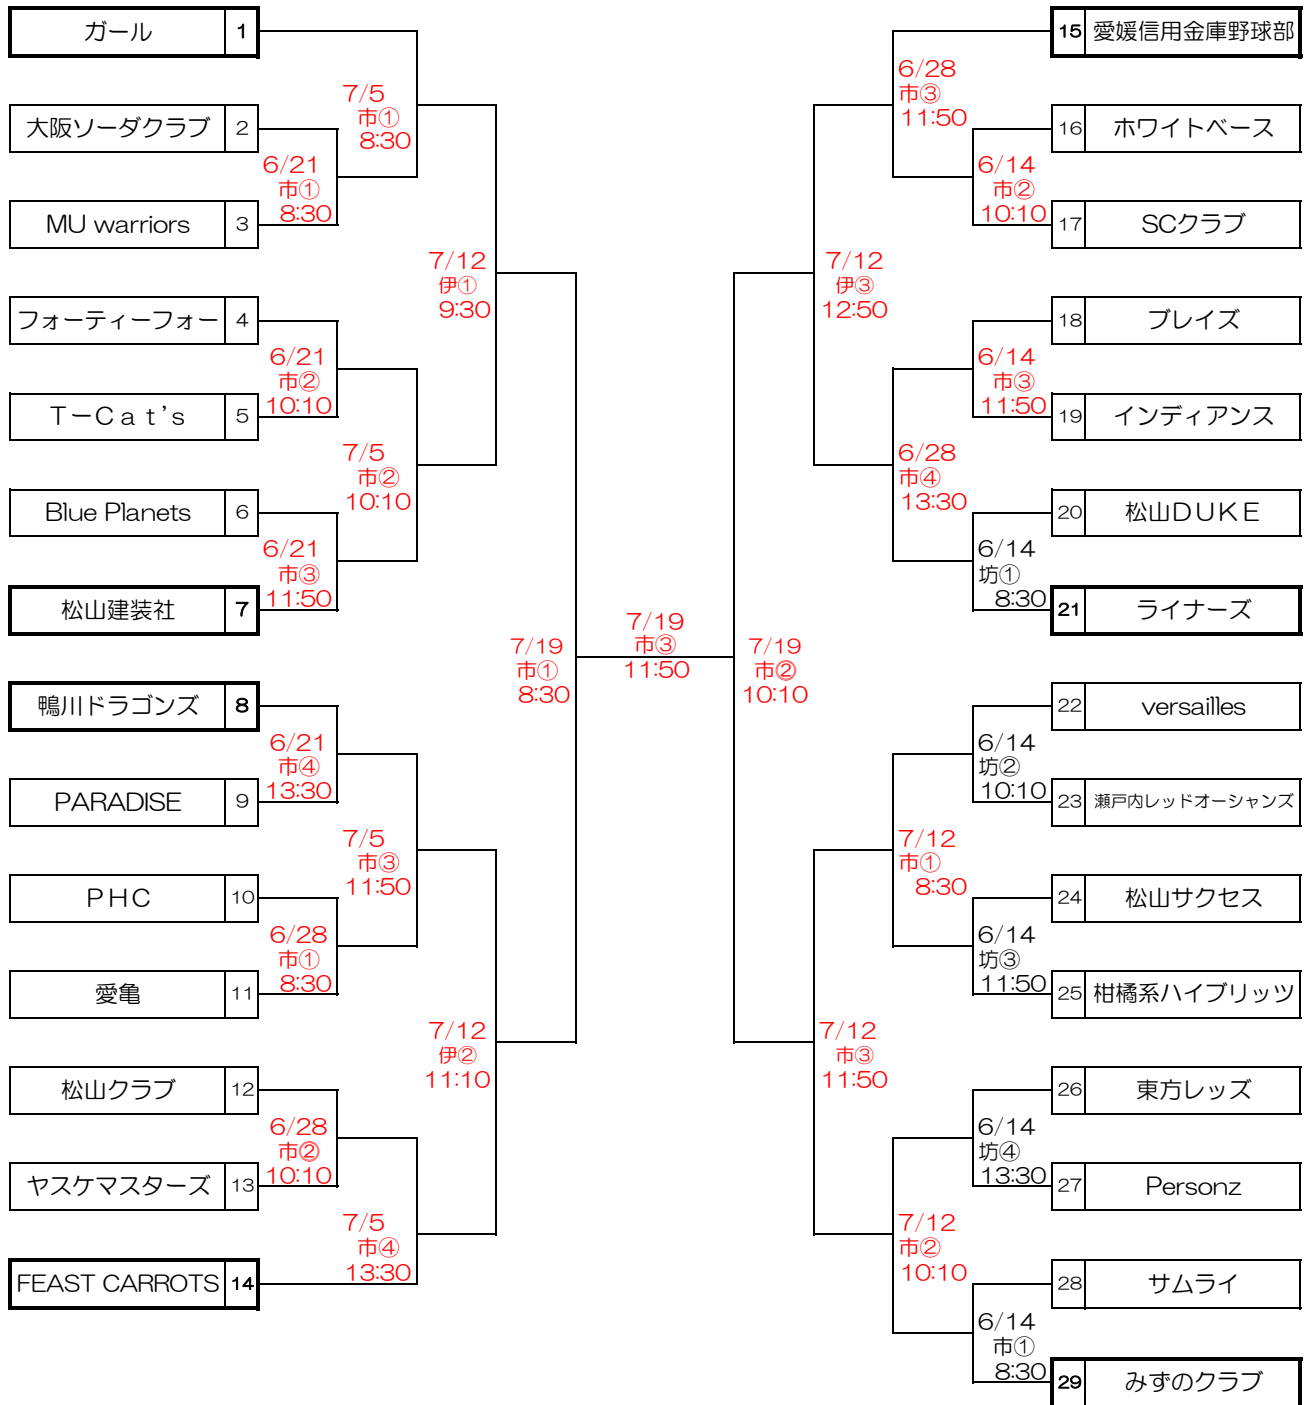 ガール 1
7/5
市①
8:30
大阪ソーダクラブ 2
6/21
市①
8:30
MU warriors 3
7/12
伊①
9:30
フォーティーフォー 4
6/21
市②
10:10
T－Cat's 5
7/5
市②
10:10
Blue Planets 6
6/21
市③
11:50
松山建装社 7
7/19
市①
8:30
鴨川ドラゴンズ 8
6/21
市④
13:30
PARADISE 9
7/5
市③
11:50
PHC 10
6/28
市①
8:30
愛亀 11
7/12
伊②
11:10
松山クラブ 12
6/28
市②
10:10
ヤスケマスターズ 13
7/5
市④
13:30
FEAST CARROTS 14
7/19
市③
11:50
15 愛媛信用金庫野球部
6/28
市③
11:50
16 ホワイトベース
6/14
市②
10:10
17 SCクラブ
7/12
伊③
12:50
18 ブレイズ
6/14
市③
11:50
19 インディアンス
6/28
市④
13:30
20 松山DUKE
6/14
坊①
8:30
21 ライナーズ
7/19
市②
10:10
22 versailles
6/14
坊②
10:10
23 瀬戸内レッドオーシャンズ
7/12
市①
8:30
24 松山サクセス
6/14
坊③
11:50
25 柑橘系ハイブリッツ
7/12
市③
11:50
26 東方レッズ
6/14
坊④
13:30
27 Personz
7/12
市②
10:10
28 サムライ
6/14
市①
8:30
29 みずのクラブ